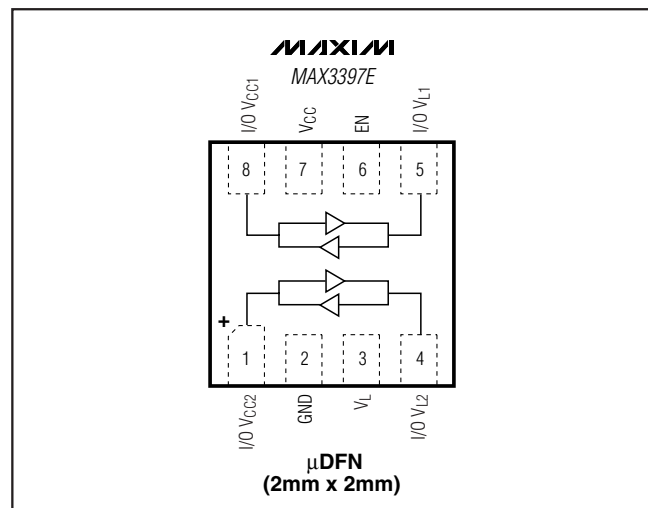 MAXIM
MAX3397E
I/O VCC1
VCC
EN
I/O VL1
8
7
6
5
+
1
2
3
4
I/O VCC2
GND
VL
I/O VL2
μDFN
(2mm x 2mm)